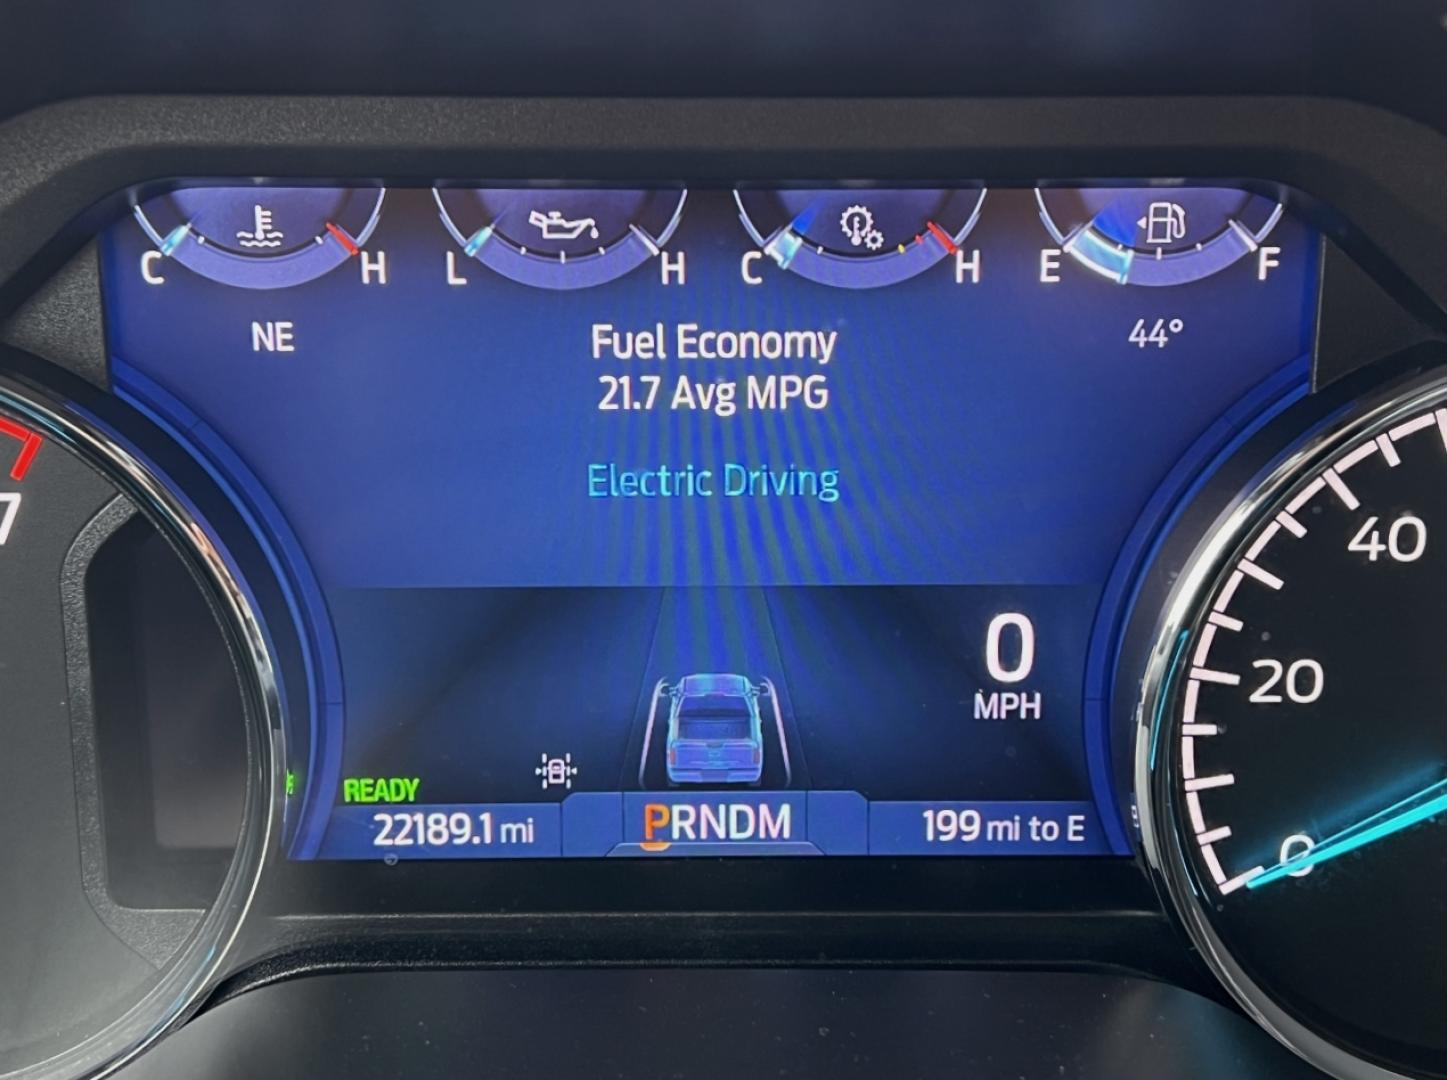 C H L H C H E F
NE
44°
Fuel Economy
21.7 Avg MPG
Electric Driving
7
40
20
0
0
MPH
READY
22189.1 mi
PRNDM
199 mi to E